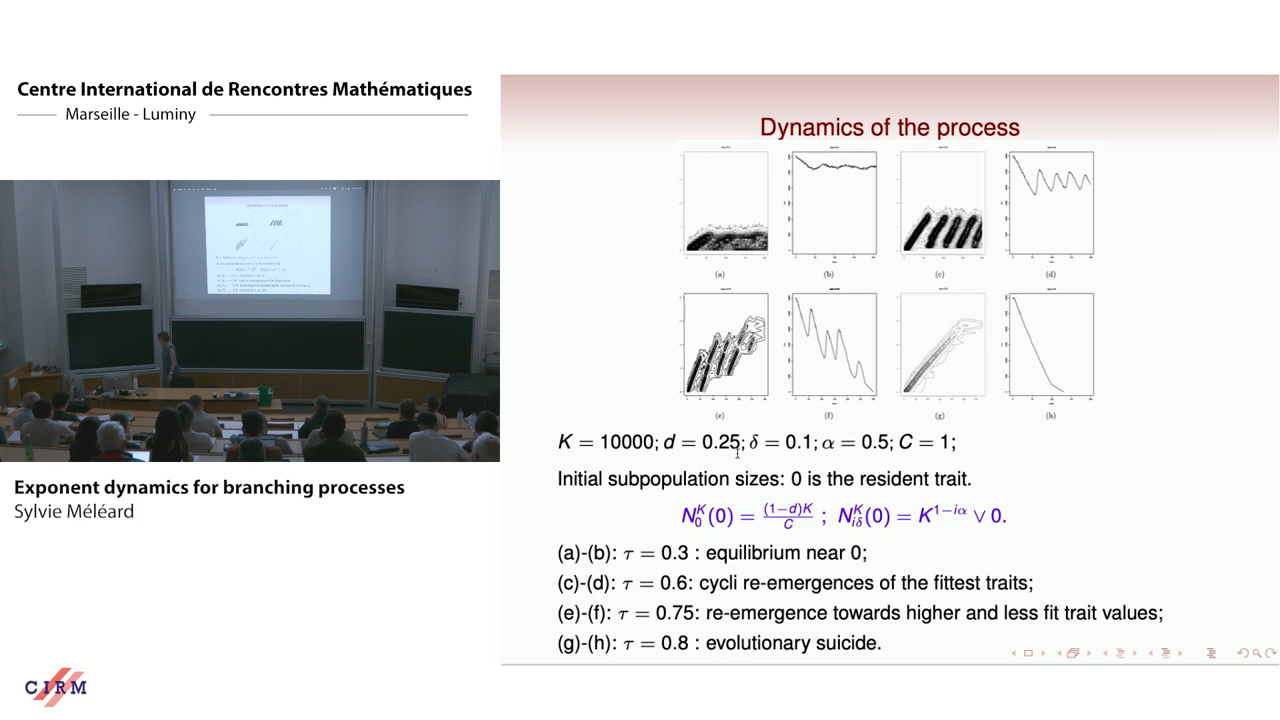 Centre International de Rencontres Mathématiques
Marseille - Luminy
Exponent dynamics for branching processes
Sylvie Méléard
CIRM
Dynamics of the process
(a) (b) (c) (d)
(e) (f) (g) (h)
K = 10000; d = 0.25; δ = 0.1; α = 0.5; C = 1;
Initial subpopulation sizes: 0 is the resident trait.
N_0^K(0) = (1−d)K/C ; N_{iδ}^K(0) = K^{1−iα} ∨ 0.
(a)-(b): τ = 0.3 : equilibrium near 0;
(c)-(d): τ = 0.6: cycli re-emergences of the fittest traits;
(e)-(f): τ = 0.75: re-emergence towards higher and less fit trait values;
(g)-(h): τ = 0.8 : evolutionary suicide.